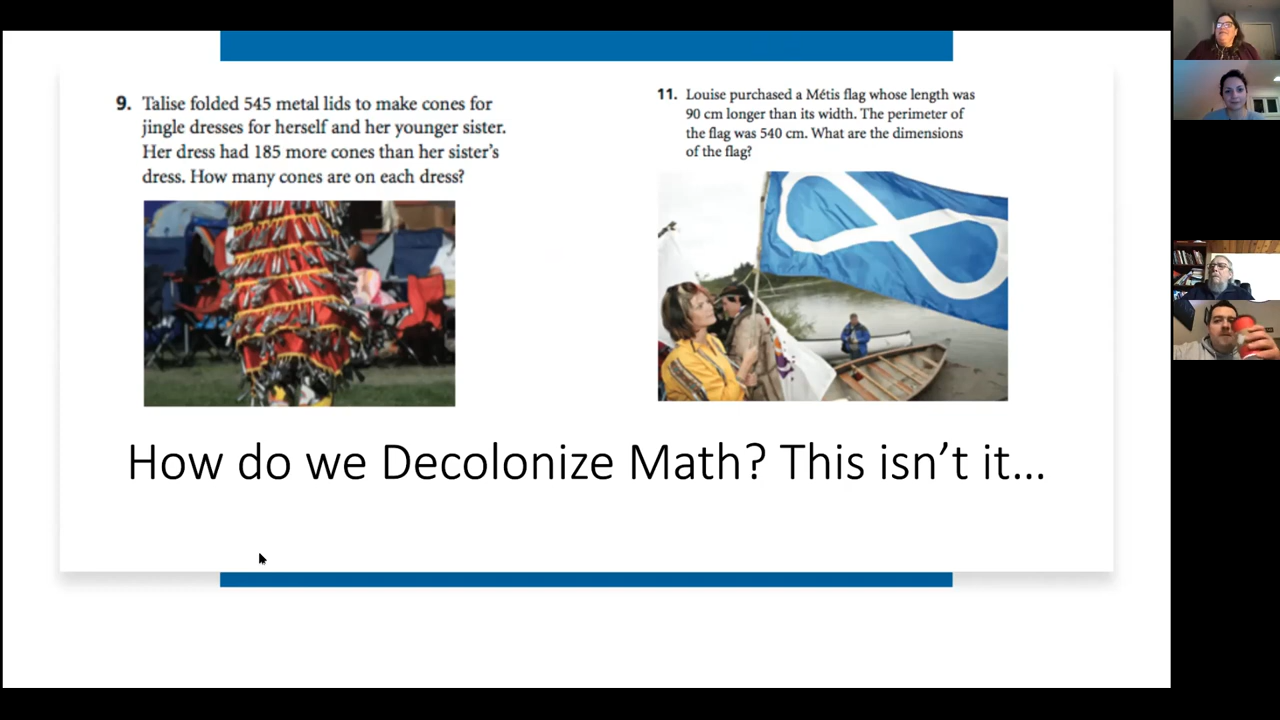 9. Talise folded 545 metal lids to make cones for
jingle dresses for herself and her younger sister.
Her dress had 185 more cones than her sister's
dress. How many cones are on each dress?
11. Louise purchased a Métis flag whose length was
90 cm longer than its width. The perimeter of
the flag was 540 cm. What are the dimensions
of the flag?
How do we Decolonize Math? This isn't it...